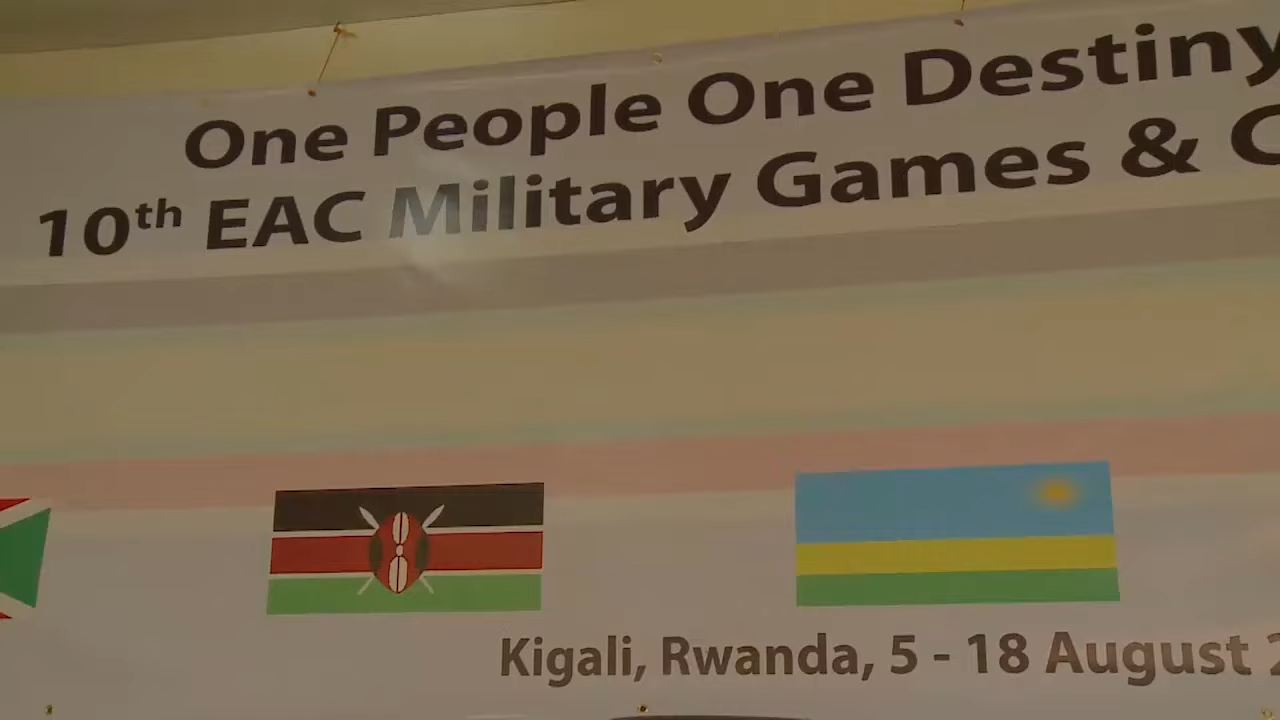 One People One Destiny
10th EAC Military Games &
Kigali, Rwanda, 5 - 18 August